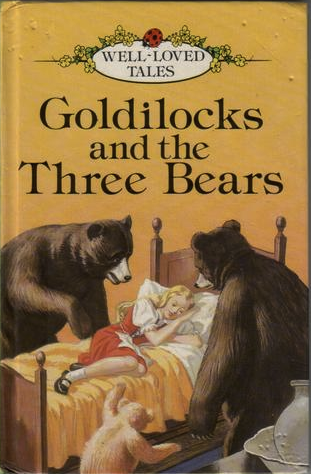 WELL-LOVED
TALES
Goldilocks
and the
Three Bears